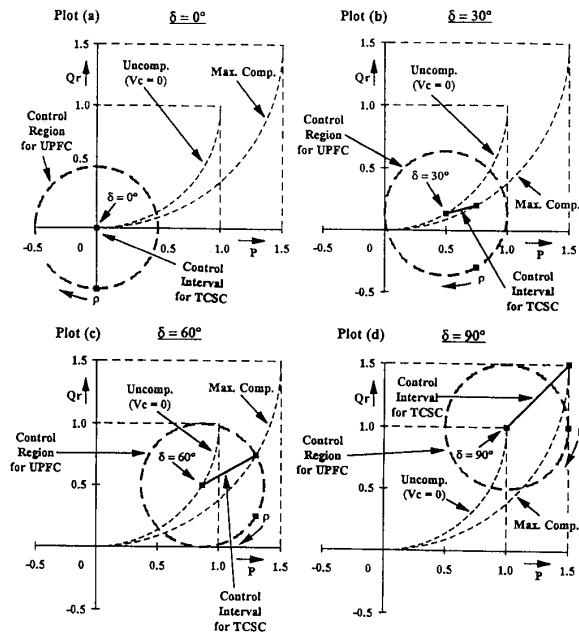 Plot (a)
δ = 0°
Qr
1.5
1.0
0.5
Uncomp.
(Vc = 0)
Max. Comp.
Control
Region
for UPFC
δ = 0°
-0.5
0
0.5
1.0
1.5
P
Control
Interval
for TCSC
-0.5
ρ
Plot (b)
δ = 30°
Qr
1.5
1.0
0.5
Uncomp.
(Vc = 0)
Control
Region
for UPFC
δ = 30°
Max. Comp.
-0.5
0
0.5
1.0
1.5
P
Control
Interval
for TCSC
-0.5
ρ
Plot (c)
δ = 60°
Qr
1.5
1.0
0.5
Uncomp.
(Vc = 0)
Max. Comp.
Control
Region
for UPFC
δ = 60°
ρ
-0.5
0
0.5
1.0
1.5
P
Control
Interval
for TCSC
-0.5
Plot (d)
δ = 90°
Qr
1.5
1.0
0.5
Control
Interval
for TCSC
Control
Region
for UPFC
δ = 90°
ρ
Uncomp.
(Vc = 0)
Max. Comp.
-0.5
0
0.5
1.0
1.5
P
-0.5